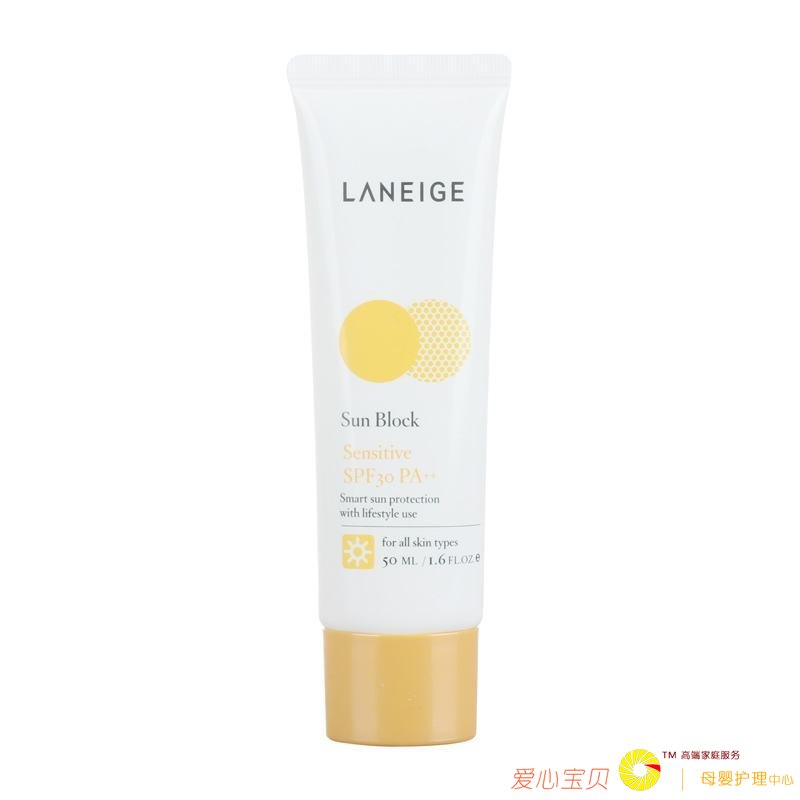 LANEIGE
Sun Block
Sensitive
SPF30 PA++
Smart sun protection
with lifestyle use
for all skin types
50 ML / 1.6 FL.OZ e
爱心宝贝 TM 高端家庭服务 | 母婴护理中心